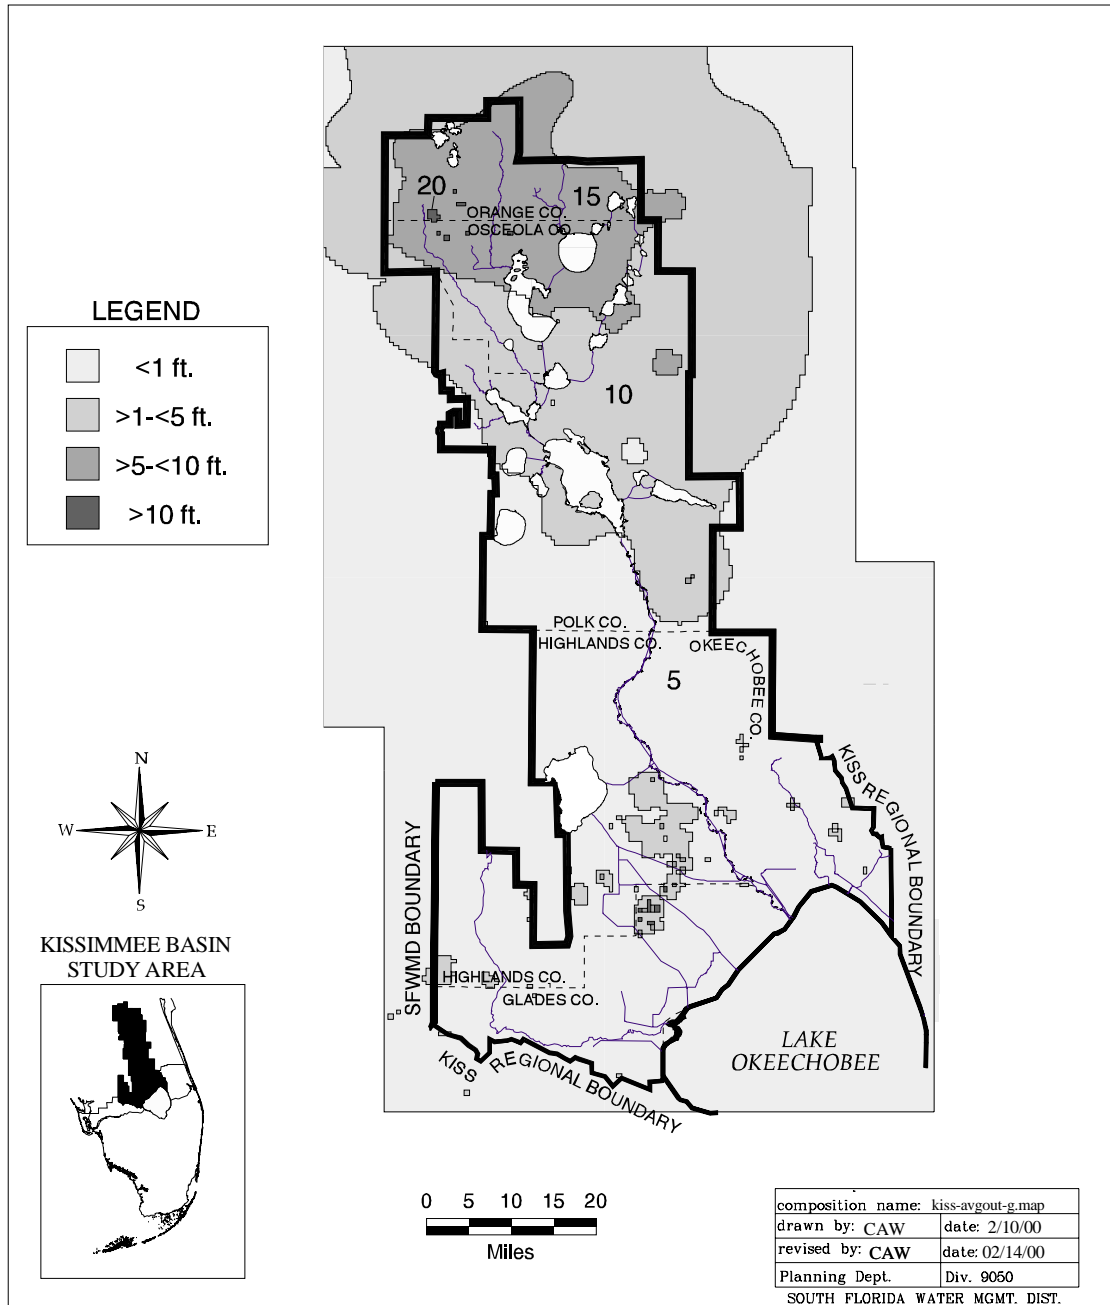 20
15
ORANGE CO.
OSCEOLA CO.
LEGEND
<1 ft.
>1-<5 ft.
>5-<10 ft.
>10 ft.
10
POLK CO.
HIGHLANDS CO.
OKEECHOBEE CO.
5
N
W
E
S
KISS REGIONAL BOUNDARY
SFWMD BOUNDARY
KISSIMMEE BASIN
STUDY AREA
HIGHLANDS CO.
GLADES CO.
LAKE
OKEECHOBEE
KISS REGIONAL BOUNDARY
0 5 10 15 20
Miles
composition name: kiss-avgout-g.map
drawn by: CAW date: 2/10/00
revised by: CAW date: 02/14/00
Planning Dept. Div. 9050
SOUTH FLORIDA WATER MGMT. DIST.